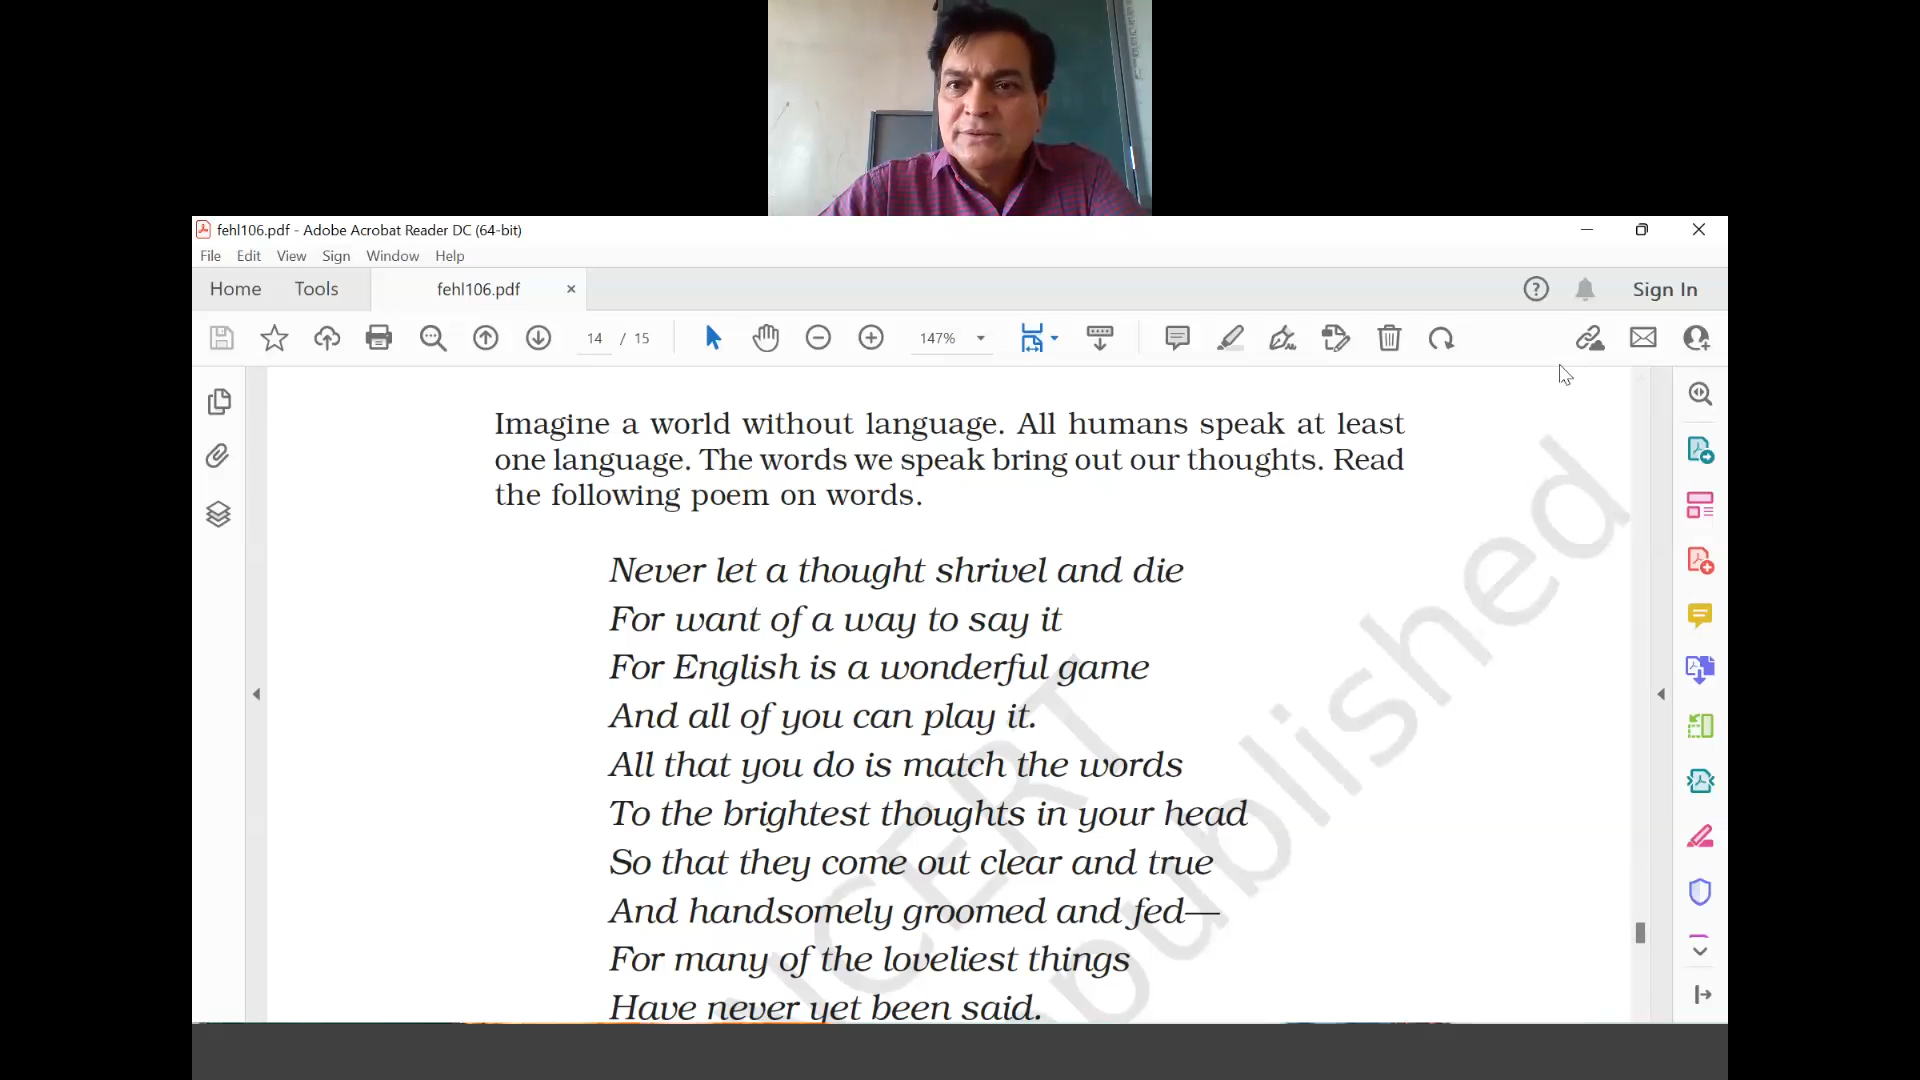 fehl106.pdf - Adobe Acrobat Reader DC (64-bit)
File Edit View Sign Window Help
Home Tools fehl106.pdf × Sign In
14 / 15 147%
Imagine a world without language. All humans speak at least
one language. The words we speak bring out our thoughts. Read
the following poem on words.
Never let a thought shrivel and die
For want of a way to say it
For English is a wonderful game
And all of you can play it.
All that you do is match the words
To the brightest thoughts in your head
So that they come out clear and true
And handsomely groomed and fed—
For many of the loveliest things
Have never yet been said.
NCERT
published